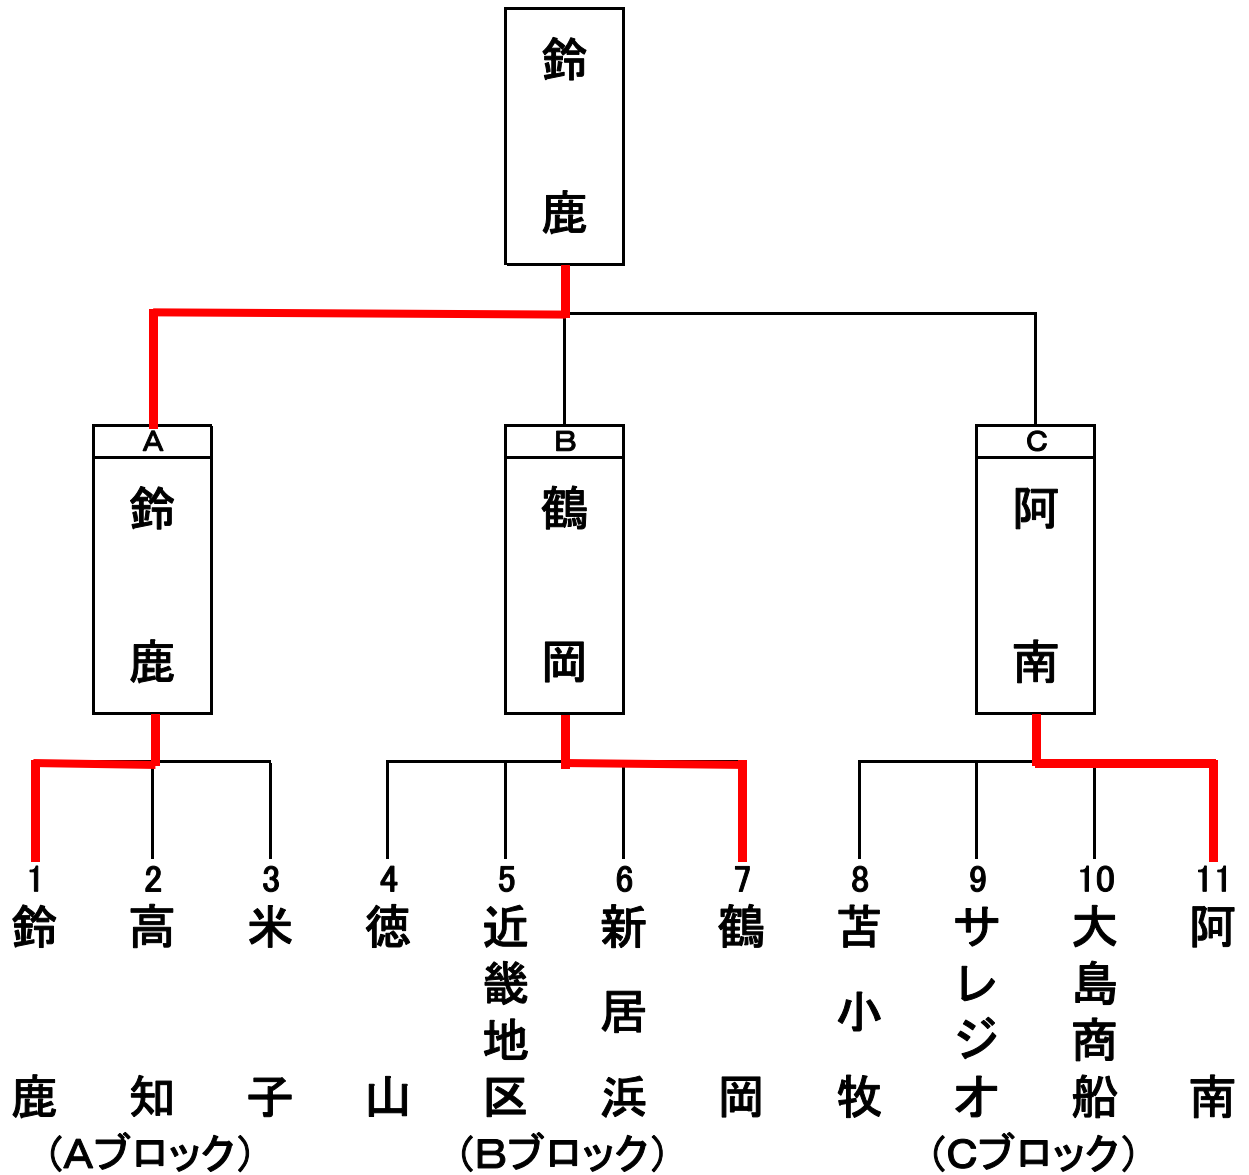 鈴鹿
A
B
C
鈴鹿
鶴岡
阿南
1
2
3
4
5
6
7
8
9
10
11
鈴鹿
高知
米子
徳山
近畿地区
新居浜
鶴岡
苫小牧
サレジオ
大島商船
阿南
(Aブロック)
(Bブロック)
(Cブロック)